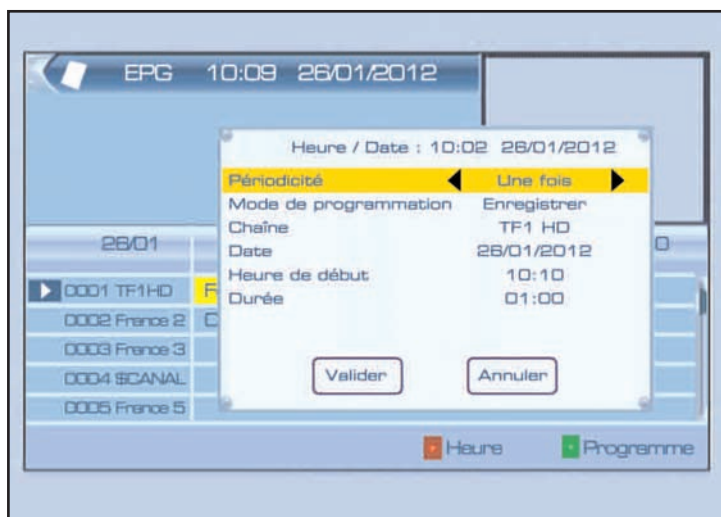 EPG 10:09 26/01/2012
Heure / Date : 10:02 26/01/2012
Périodicité Une fois
Mode de programmation Enregistrer
Chaîne TF1 HD
Date 26/01/2012
Heure de début 10:10
Durée 01:00
Valider Annuler
26/01
0001 TF1HD
0002 France 2
0003 France 3
0004 $CANAL
0005 France 5
Heure Programme